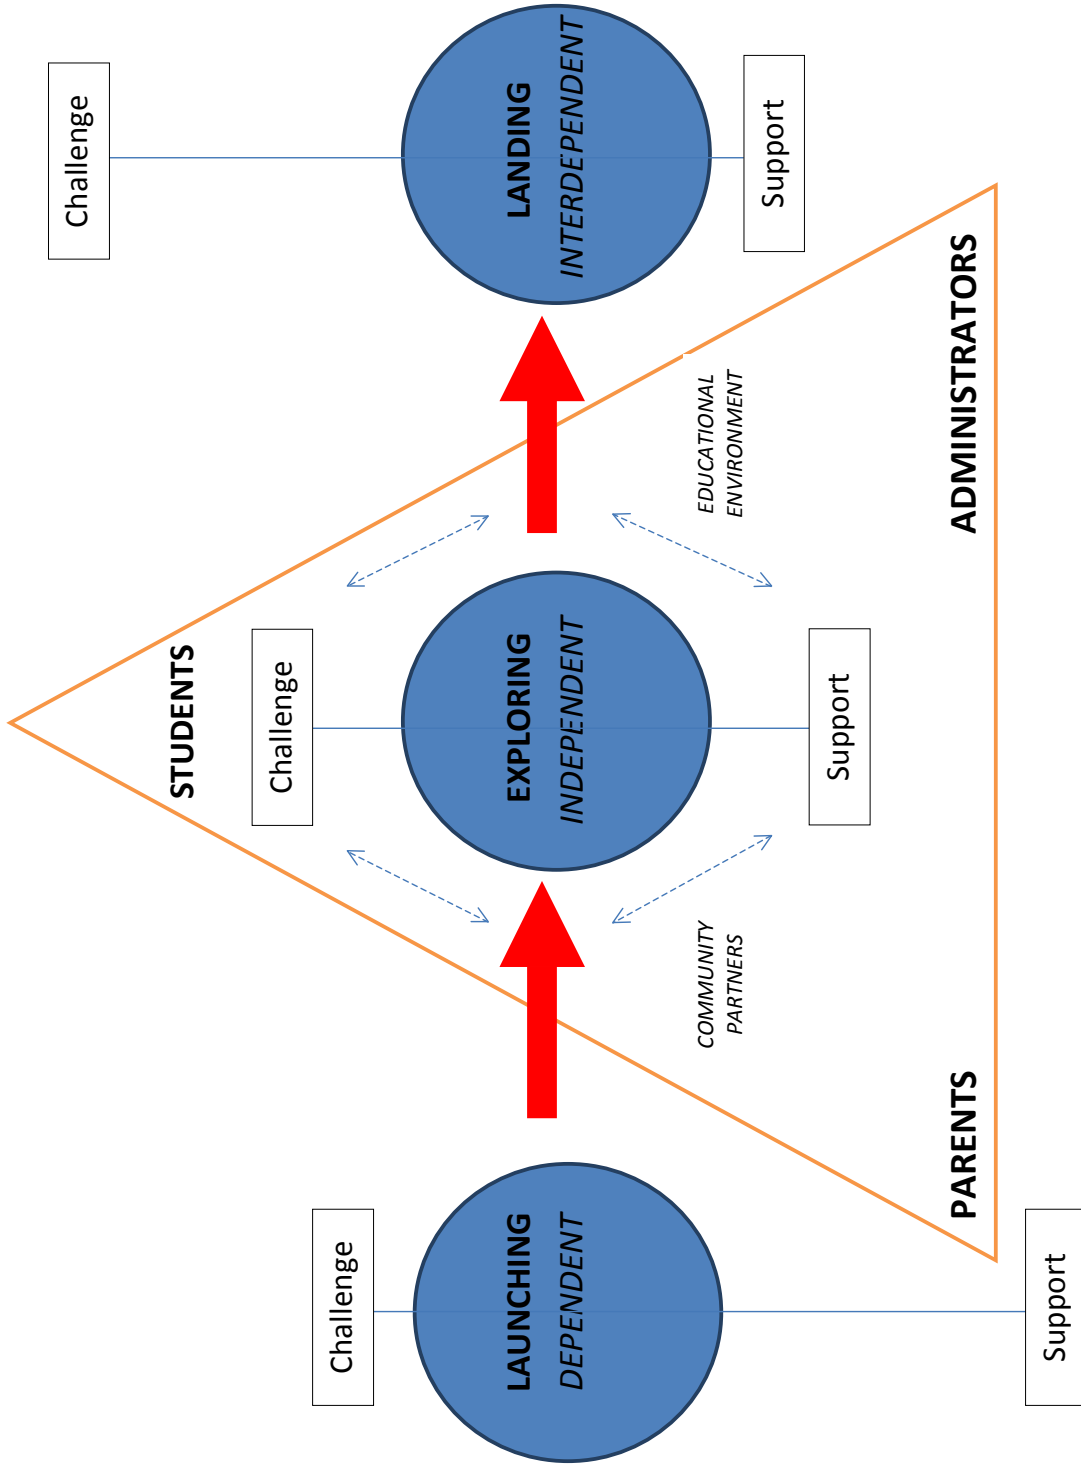 Challenge
STUDENTS
Challenge
Challenge
LAUNCHING
DEPENDENT
EXPLORING
INDEPENDENT
LANDING
INTERDEPENDENT
COMMUNITY
PARTNERS
EDUCATIONAL
ENVIRONMENT
Support
Support
PARENTS
ADMINISTRATORS
Support